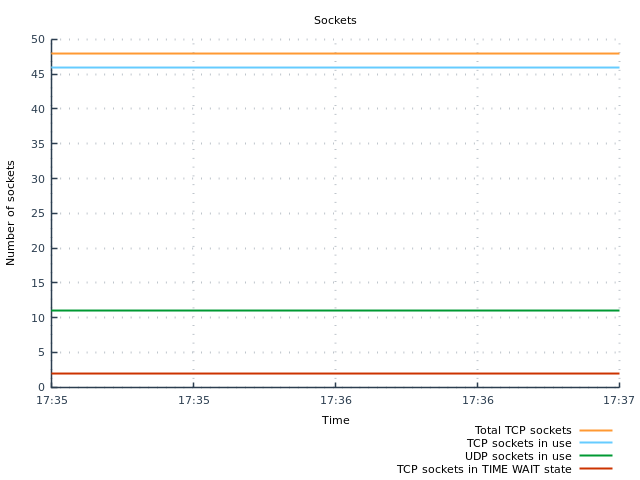 Sockets
50
45
40
35
30
25
20
15
10
5
0
Number of sockets
17:35 17:35 17:36 17:36 17:37
Time
Total TCP sockets
TCP sockets in use
UDP sockets in use
TCP sockets in TIME WAIT state